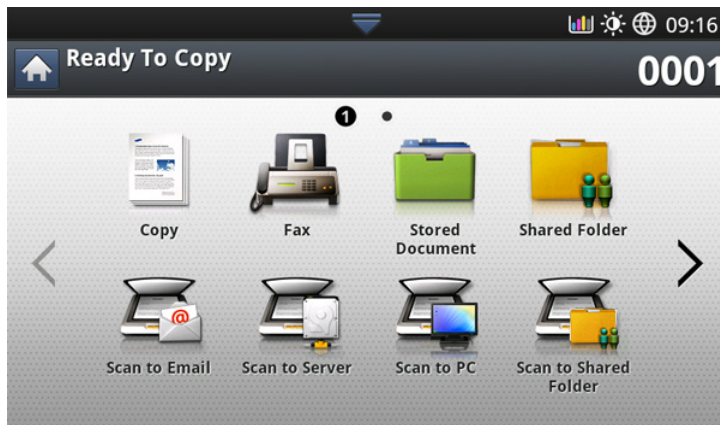 09:16
Ready To Copy
0001
1
Copy
Fax
Stored
Document
Shared Folder
@
Scan to Email
Scan to Server
Scan to PC
Scan to Shared
Folder